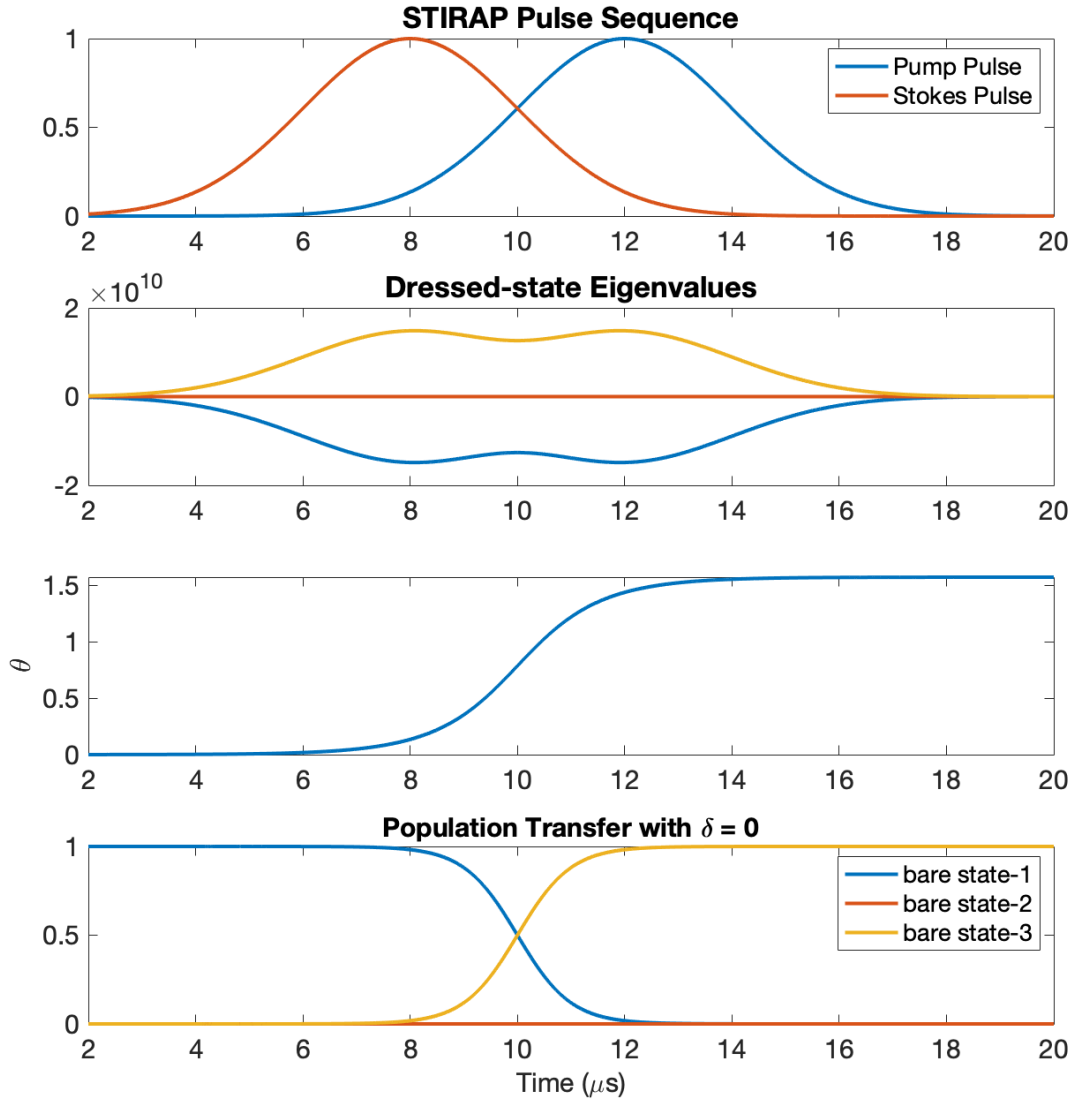 STIRAP Pulse Sequence
1
0.5
0
Pump Pulse
Stokes Pulse
2 4 6 8 10 12 14 16 18 20
×10^10
Dressed-state Eigenvalues
2
0
-2
2 4 6 8 10 12 14 16 18 20
θ
1.5
1
0.5
0
2 4 6 8 10 12 14 16 18 20
Population Transfer with δ = 0
1
0.5
0
bare state-1
bare state-2
bare state-3
2 4 6 8 10 12 14 16 18 20
Time (μs)